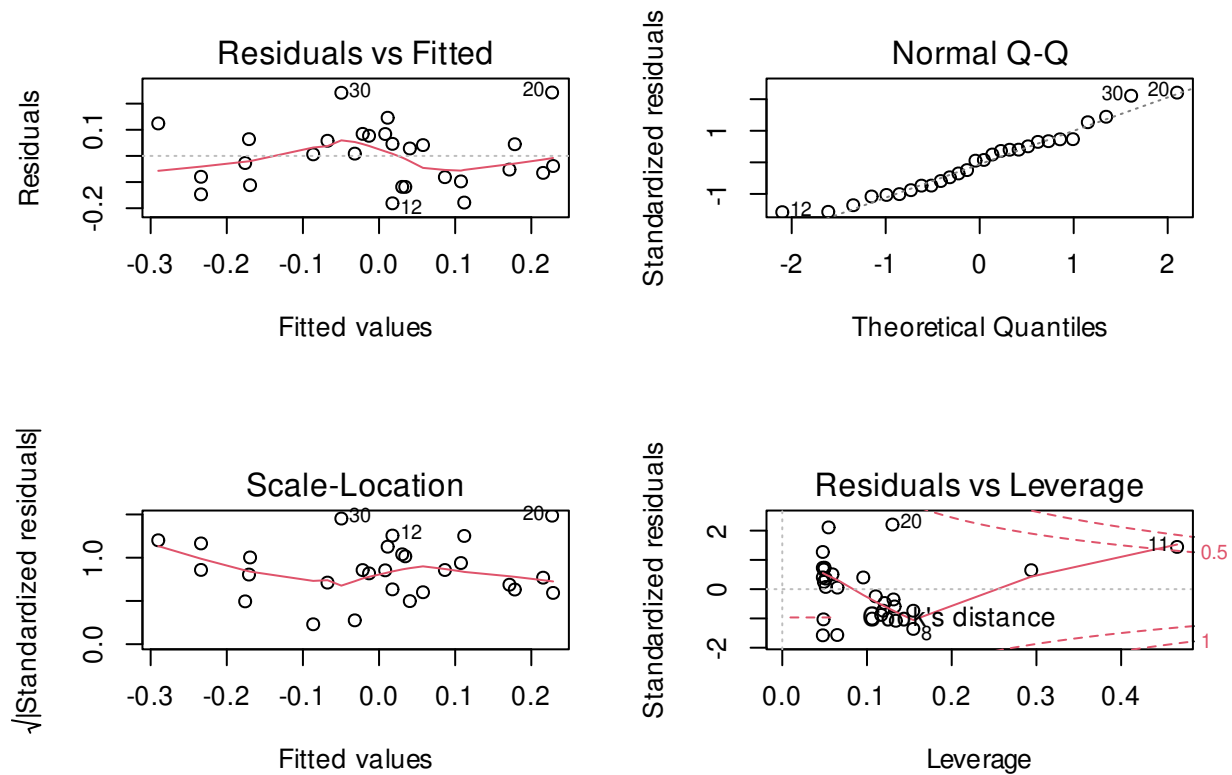 Residuals vs Fitted
Residuals
0.1
-0.2
30
20
12
-0.3 -0.2 -0.1 0.0 0.1 0.2
Fitted values
Normal Q-Q
Standardized residuals
1
-1
30
20
12
-2 -1 0 1 2
Theoretical Quantiles
Scale-Location
√|Standardized residuals|
1.0
0.0
30
12
20
-0.3 -0.2 -0.1 0.0 0.1 0.2
Fitted values
Residuals vs Leverage
Standardized residuals
2
0
-2
20
11
0.5
k's distance
8
1
0.0 0.1 0.2 0.3 0.4
Leverage